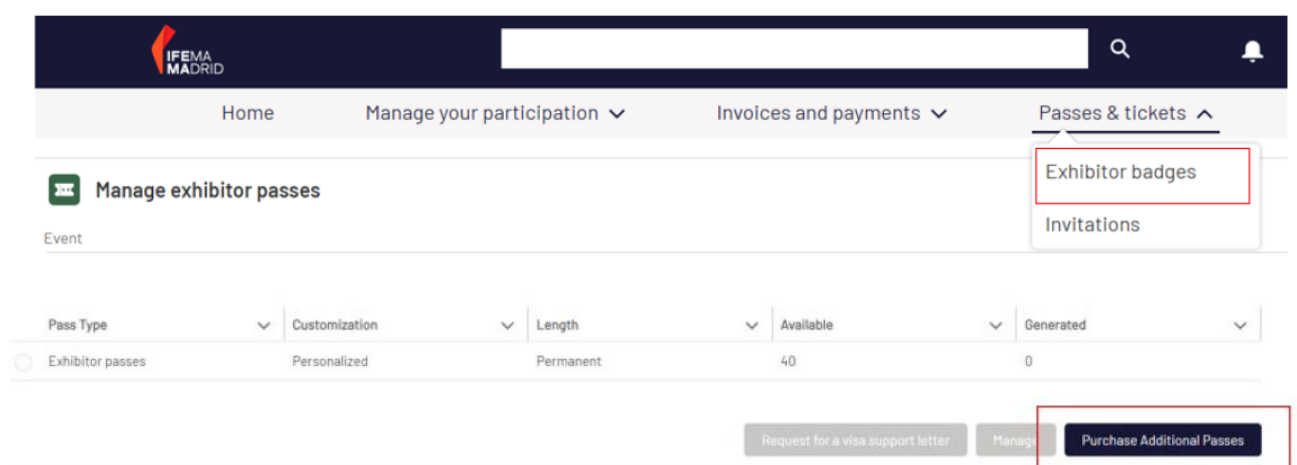 IFEMA
MADRID
Home Manage your participation Invoices and payments Passes & tickets
Exhibitor badges
Manage exhibitor passes
Invitations
Event
Pass Type Customization Length Available Generated
Exhibitor passes Personalized Permanent 40 0
Request for a visa support letter Manage Purchase Additional Passes